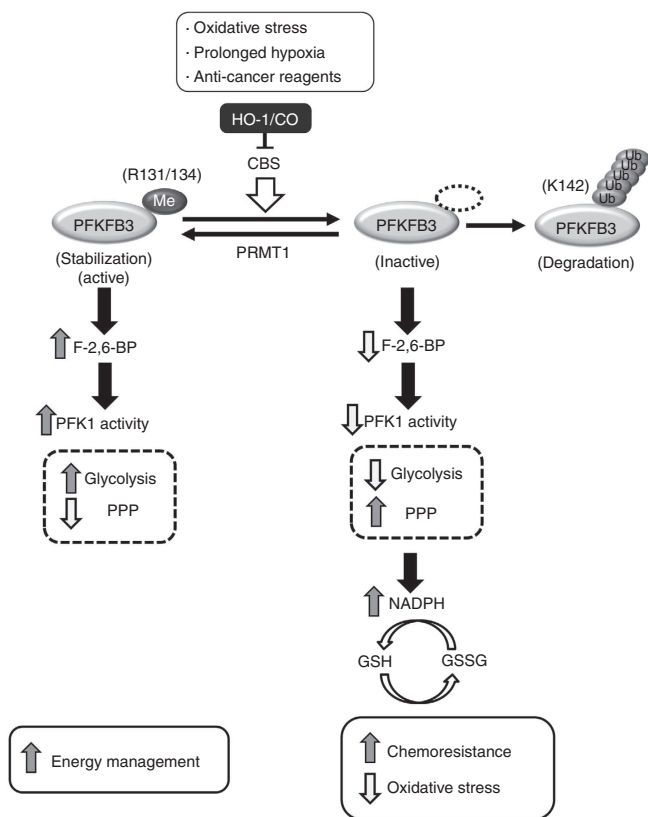 · Oxidative stress
· Prolonged hypoxia
· Anti-cancer reagents
HO-1/CO
CBS
(R131/134)
Me
PFKFB3
(Stabilization)
(active)
PRMT1
PFKFB3
(Inactive)
(K142)
Ub
Ub
Ub
Ub
Ub
PFKFB3
(Degradation)
F-2,6-BP
PFK1 activity
Glycolysis
PPP
F-2,6-BP
PFK1 activity
Glycolysis
PPP
NADPH
GSH
GSSG
Energy management
Chemoresistance
Oxidative stress